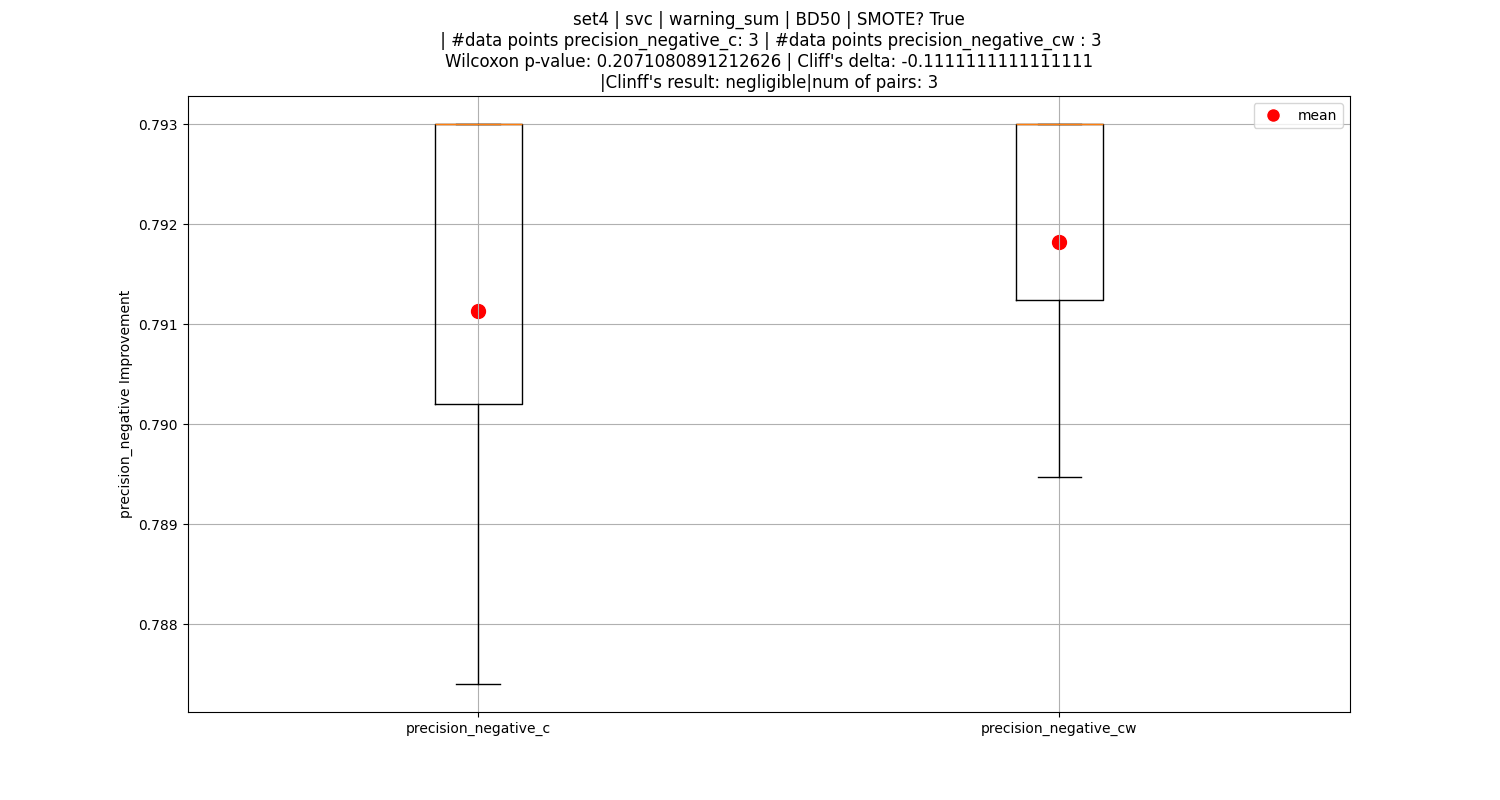 set4 | svc | warning_sum | BD50 | SMOTE? True
| #data points precision_negative_c: 3 | #data points precision_negative_cw : 3
Wilcoxon p-value: 0.2071080891212626 | Cliff's delta: -0.1111111111111111
|Clinff's result: negligible|num of pairs: 3
mean
0.793
0.792
0.791
0.790
0.789
0.788
precision_negative Improvement
precision_negative_c
precision_negative_cw